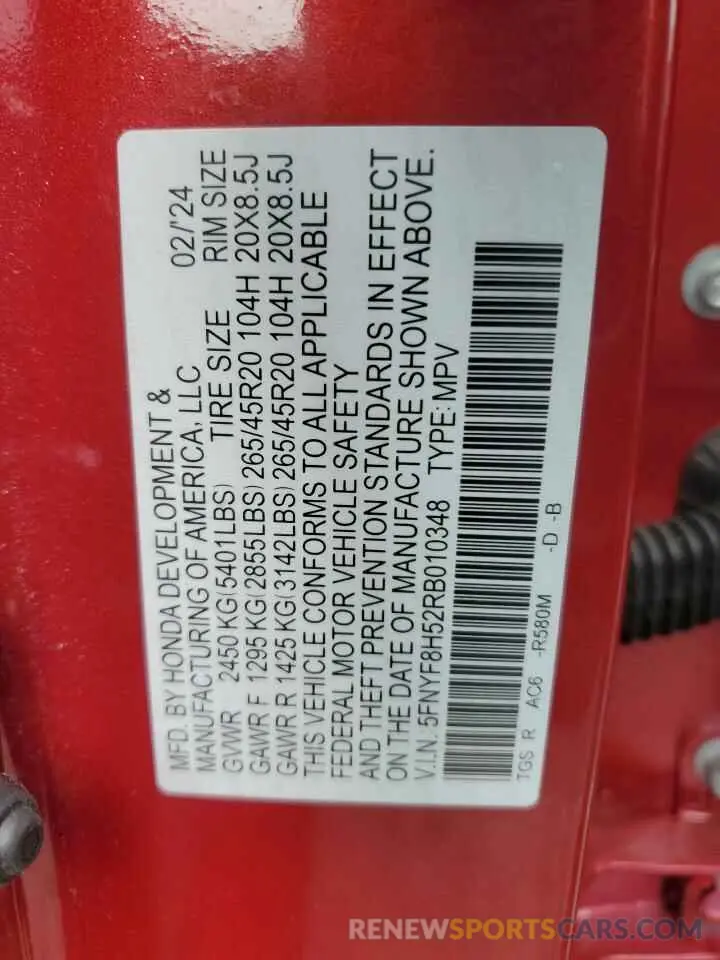 MFD. BY HONDA DEVELOPMENT &
MANUFACTURING OF AMERICA, LLC 02/'24
GVWR 2450 KG(5401LBS) TIRE SIZE RIM SIZE
GAWR F 1295 KG(2855LBS) 265/45R20 104H 20X8.5J
GAWR R 1425 KG(3142LBS) 265/45R20 104H 20X8.5J
THIS VEHICLE CONFORMS TO ALL APPLICABLE
FEDERAL MOTOR VEHICLE SAFETY
AND THEFT PREVENTION STANDARDS IN EFFECT
ON THE DATE OF MANUFACTURE SHOWN ABOVE.
V.I.N: 5FNYF8H52RB010348 TYPE: MPV
TGS R AC6 -R580M -D -B
RENEWSPORTSCARS.COM